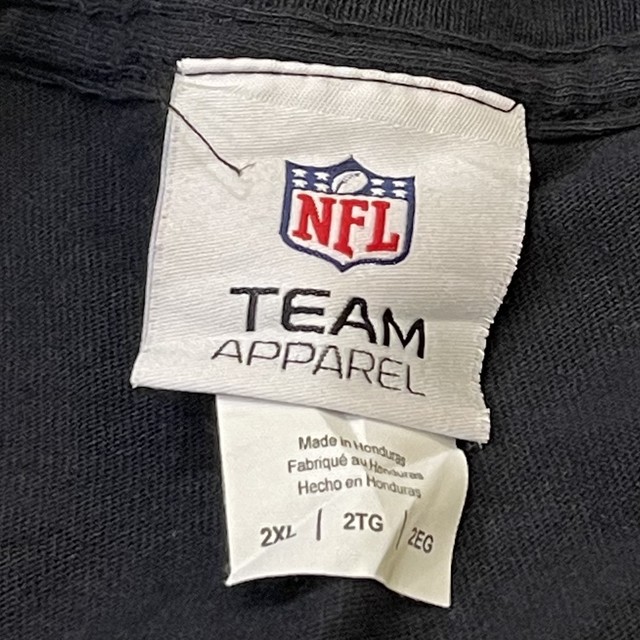 NFL
TEAM
APPAREL
Made in Honduras
Fabriqué au Honduras
Hecho en Honduras
2XL | 2TG | 2EG